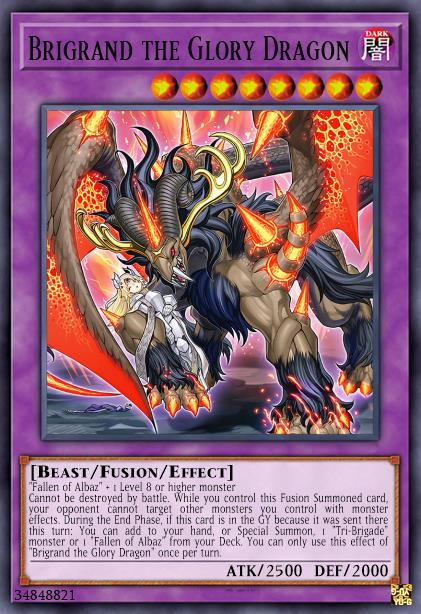 BRIGRAND THE GLORY DRAGON
DARK
闇
[BEAST/FUSION/EFFECT]
"Fallen of Albaz" + 1 Level 8 or higher monster
Cannot be destroyed by battle. While you control this Fusion Summoned card,
your opponent cannot target other monsters you control with monster
effects. During the End Phase, if this card is in the GY because it was sent there
this turn: You can add to your hand, or Special Summon, 1 "Tri-Brigade"
monster or 1 "Fallen of Albaz" from your Deck. You can only use this effect of
"Brigrand the Glory Dragon" once per turn.
ATK/2500 DEF/2000
34848821